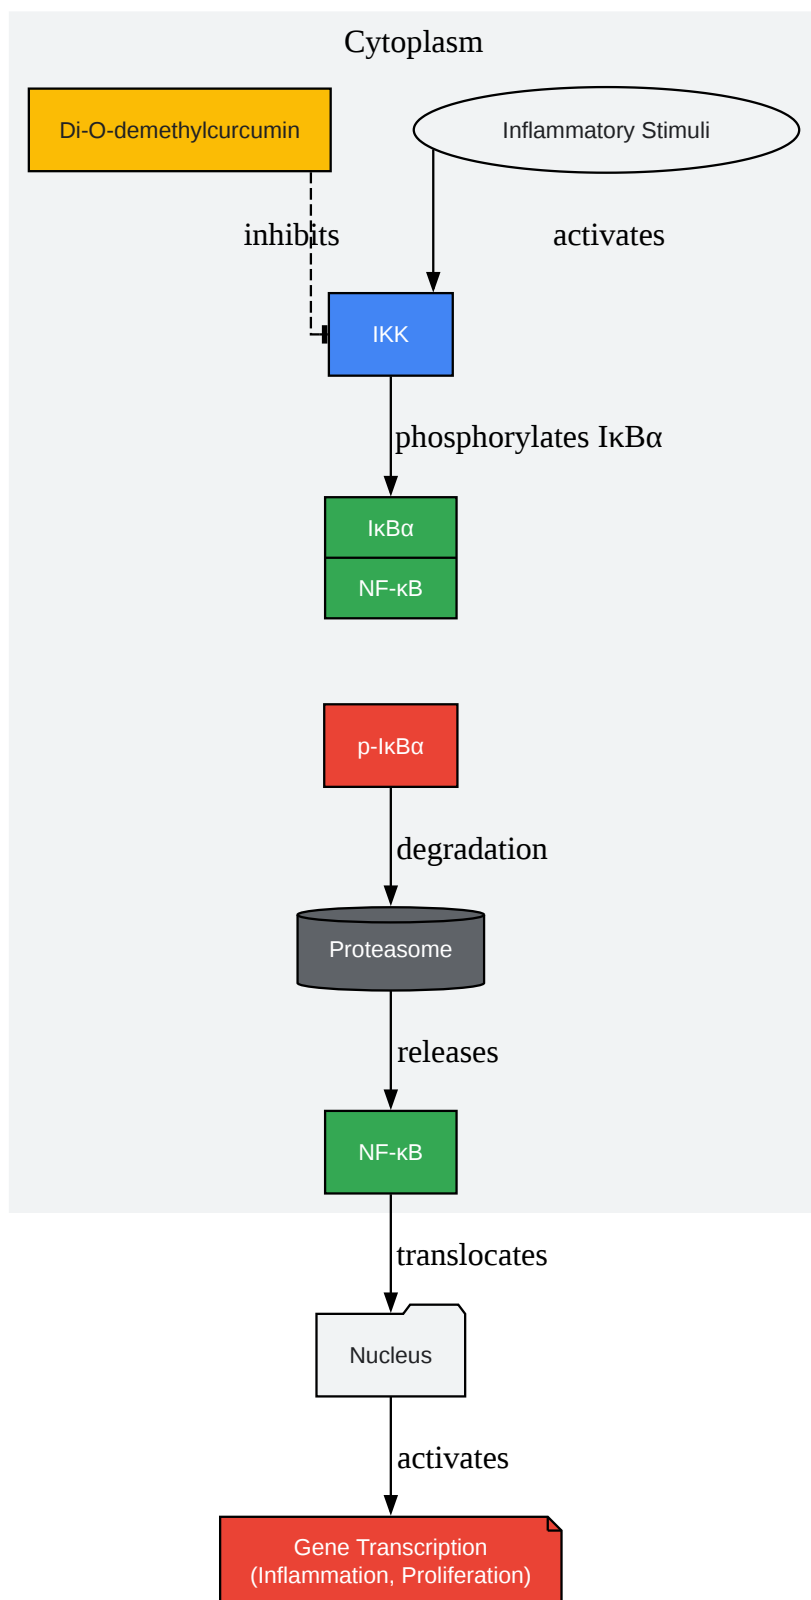 Cytoplasm
Di-O-demethylcurcumin
Inflammatory Stimuli
inhibits
activates
IKK
phosphorylates IκBα
IκBα
NF-κB
p-IκBα
degradation
Proteasome
releases
NF-κB
translocates
Nucleus
activates
Gene Transcription
(Inflammation, Proliferation)